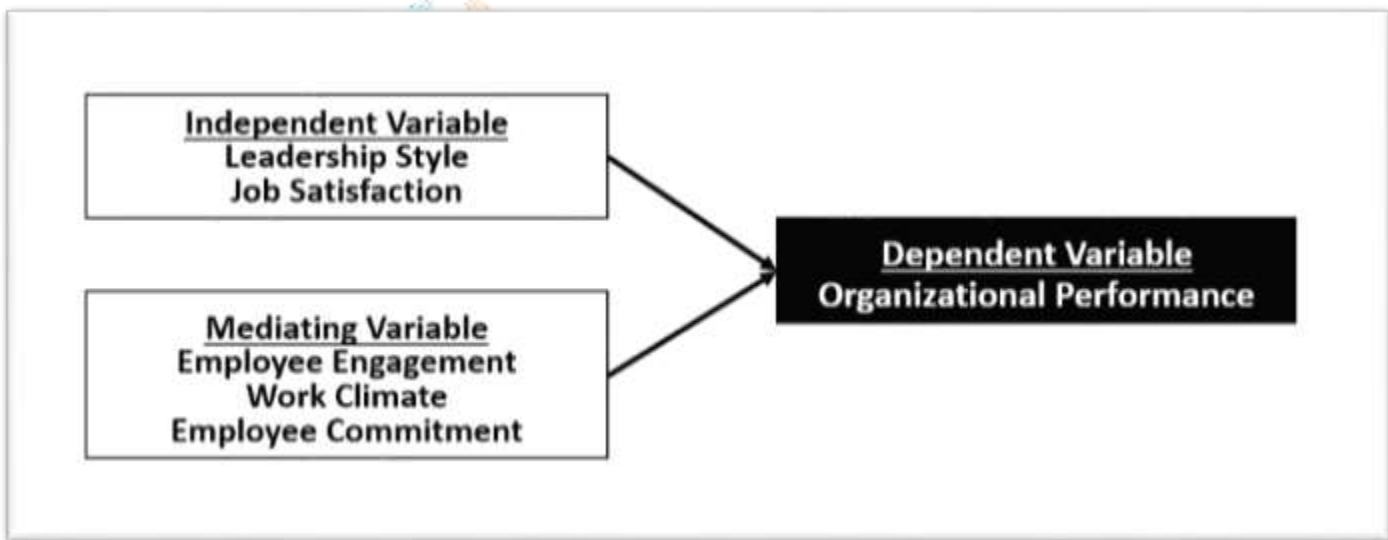 Independent Variable
Leadership Style
Job Satisfaction
Mediating Variable
Employee Engagement
Work Climate
Employee Commitment
Dependent Variable
Organizational Performance